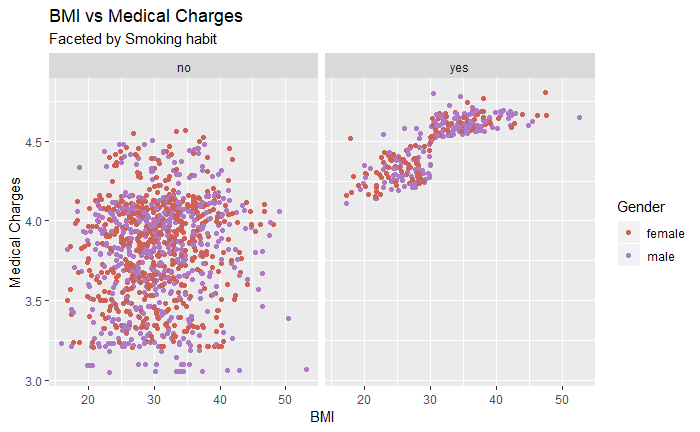 BMI vs Medical Charges
Faceted by Smoking habit
no
yes
Medical Charges
4.5
4.0
3.5
3.0
20 30 40 50
20 30 40 50
BMI
Gender
female
male